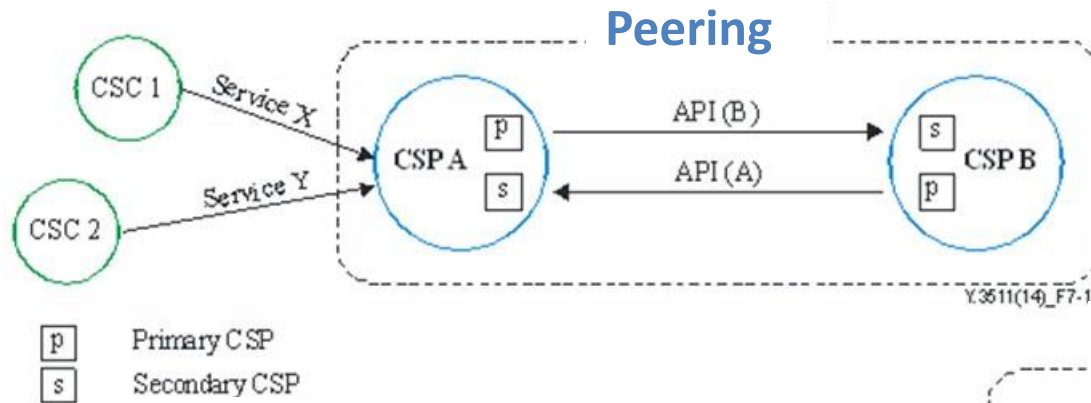 Peering
CSC 1
Service X
p
API (B)
s
CSP A
CSP B
Service Y
s
API (A)
p
CSC 2
Y.3511(14)_F7-1
p Primary CSP
s Secondary CSP